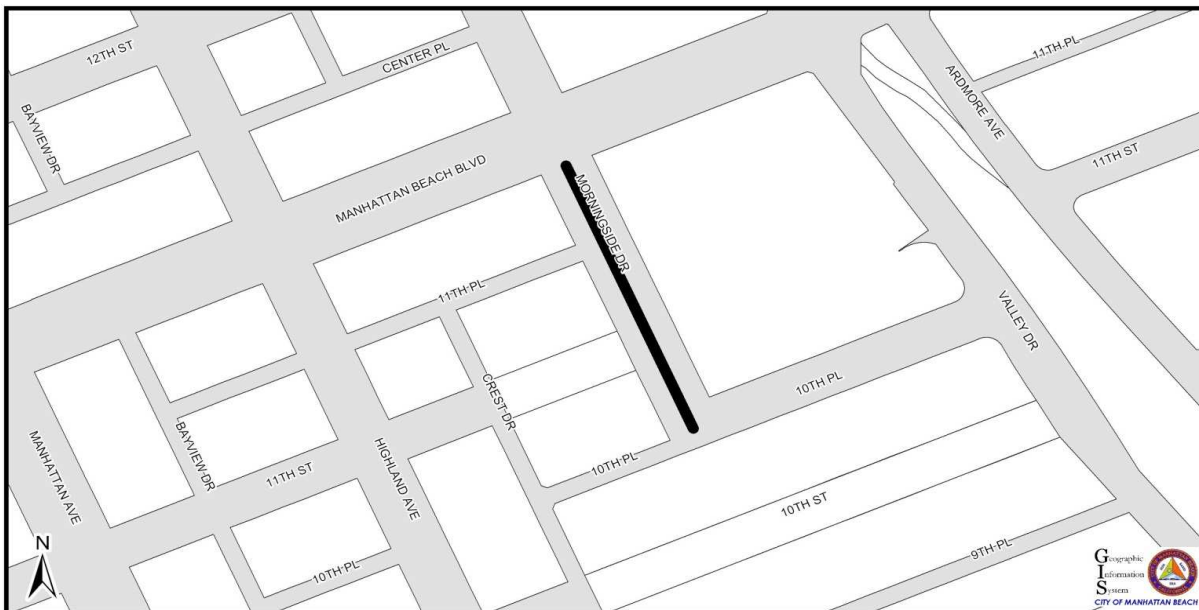 12TH ST
CENTER PL
11TH PL
BAYVIEW DR
ARDMORE AVE
11TH ST
MANHATTAN BEACH BLVD
MORNINGSIDE DR
11TH PL
VALLEY DR
CREST DR
10TH PL
MANHATTAN AVE
BAYVIEW DR
HIGHLAND AVE
11TH ST
10TH PL
10TH ST
10TH PL
9TH PL
N
Geographic
Information
System
CITY OF MANHATTAN BEACH